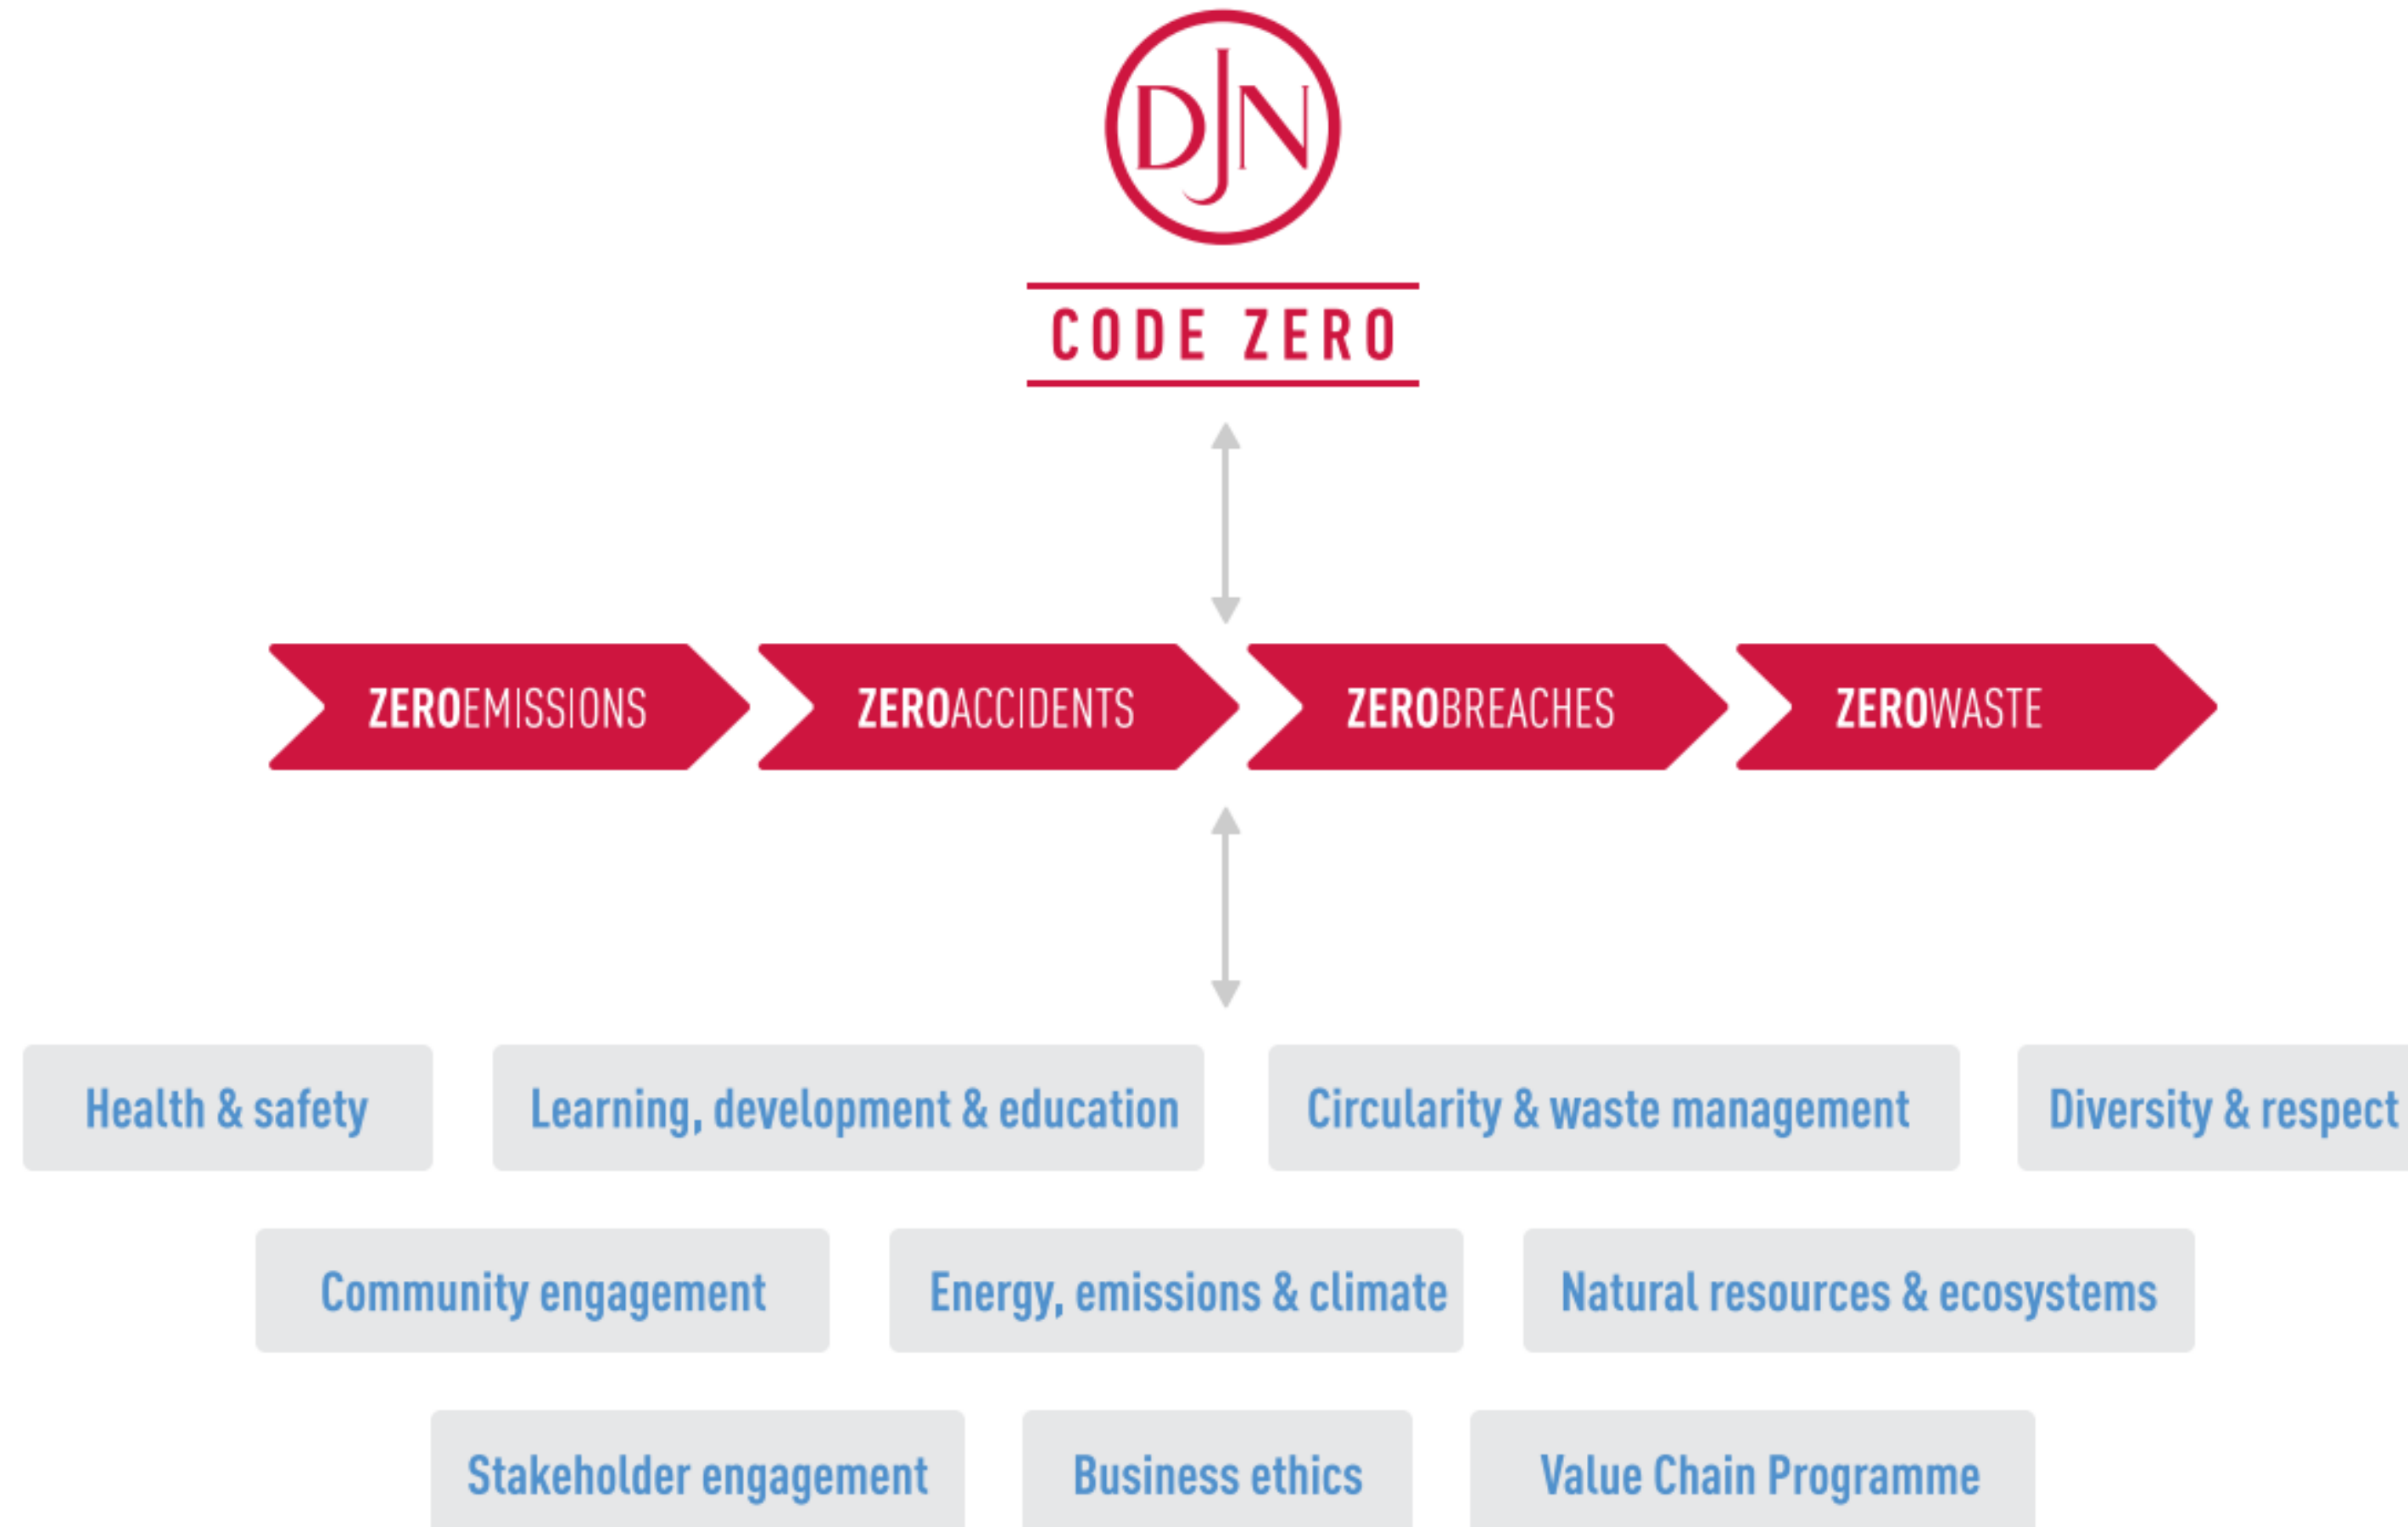 DJN
CODE ZERO
ZEROEMISSIONS
ZEROACCIDENTS
ZEROBREACHES
ZEROWASTE
Health & safety
Learning, development & education
Circularity & waste management
Diversity & respect
Community engagement
Energy, emissions & climate
Natural resources & ecosystems
Stakeholder engagement
Business ethics
Value Chain Programme